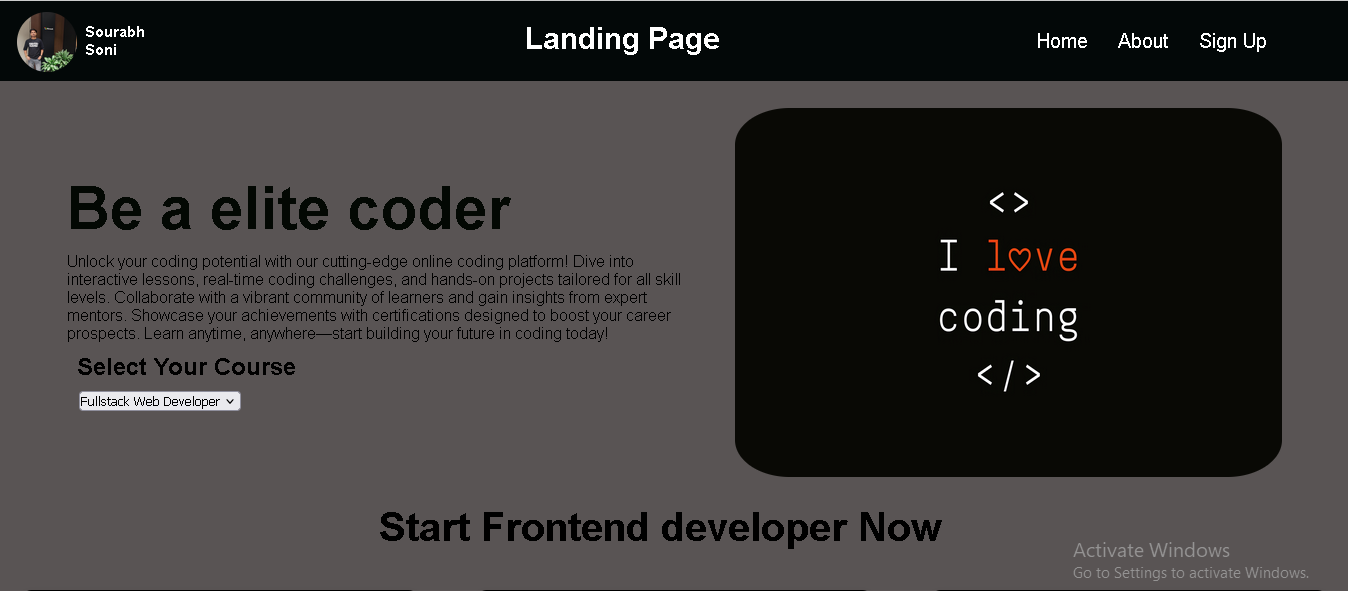 Sourabh
Soni
Landing Page
Home
About
Sign Up
Be a elite coder
Unlock your coding potential with our cutting-edge online coding platform! Dive into
interactive lessons, real-time coding challenges, and hands-on projects tailored for all skill
levels. Collaborate with a vibrant community of learners and gain insights from expert
mentors. Showcase your achievements with certifications designed to boost your career
prospects. Learn anytime, anywhere—start building your future in coding today!
Select Your Course
Fullstack Web Developer
<>
I l♡ve
coding
</>
Start Frontend developer Now
Activate Windows
Go to Settings to activate Windows.